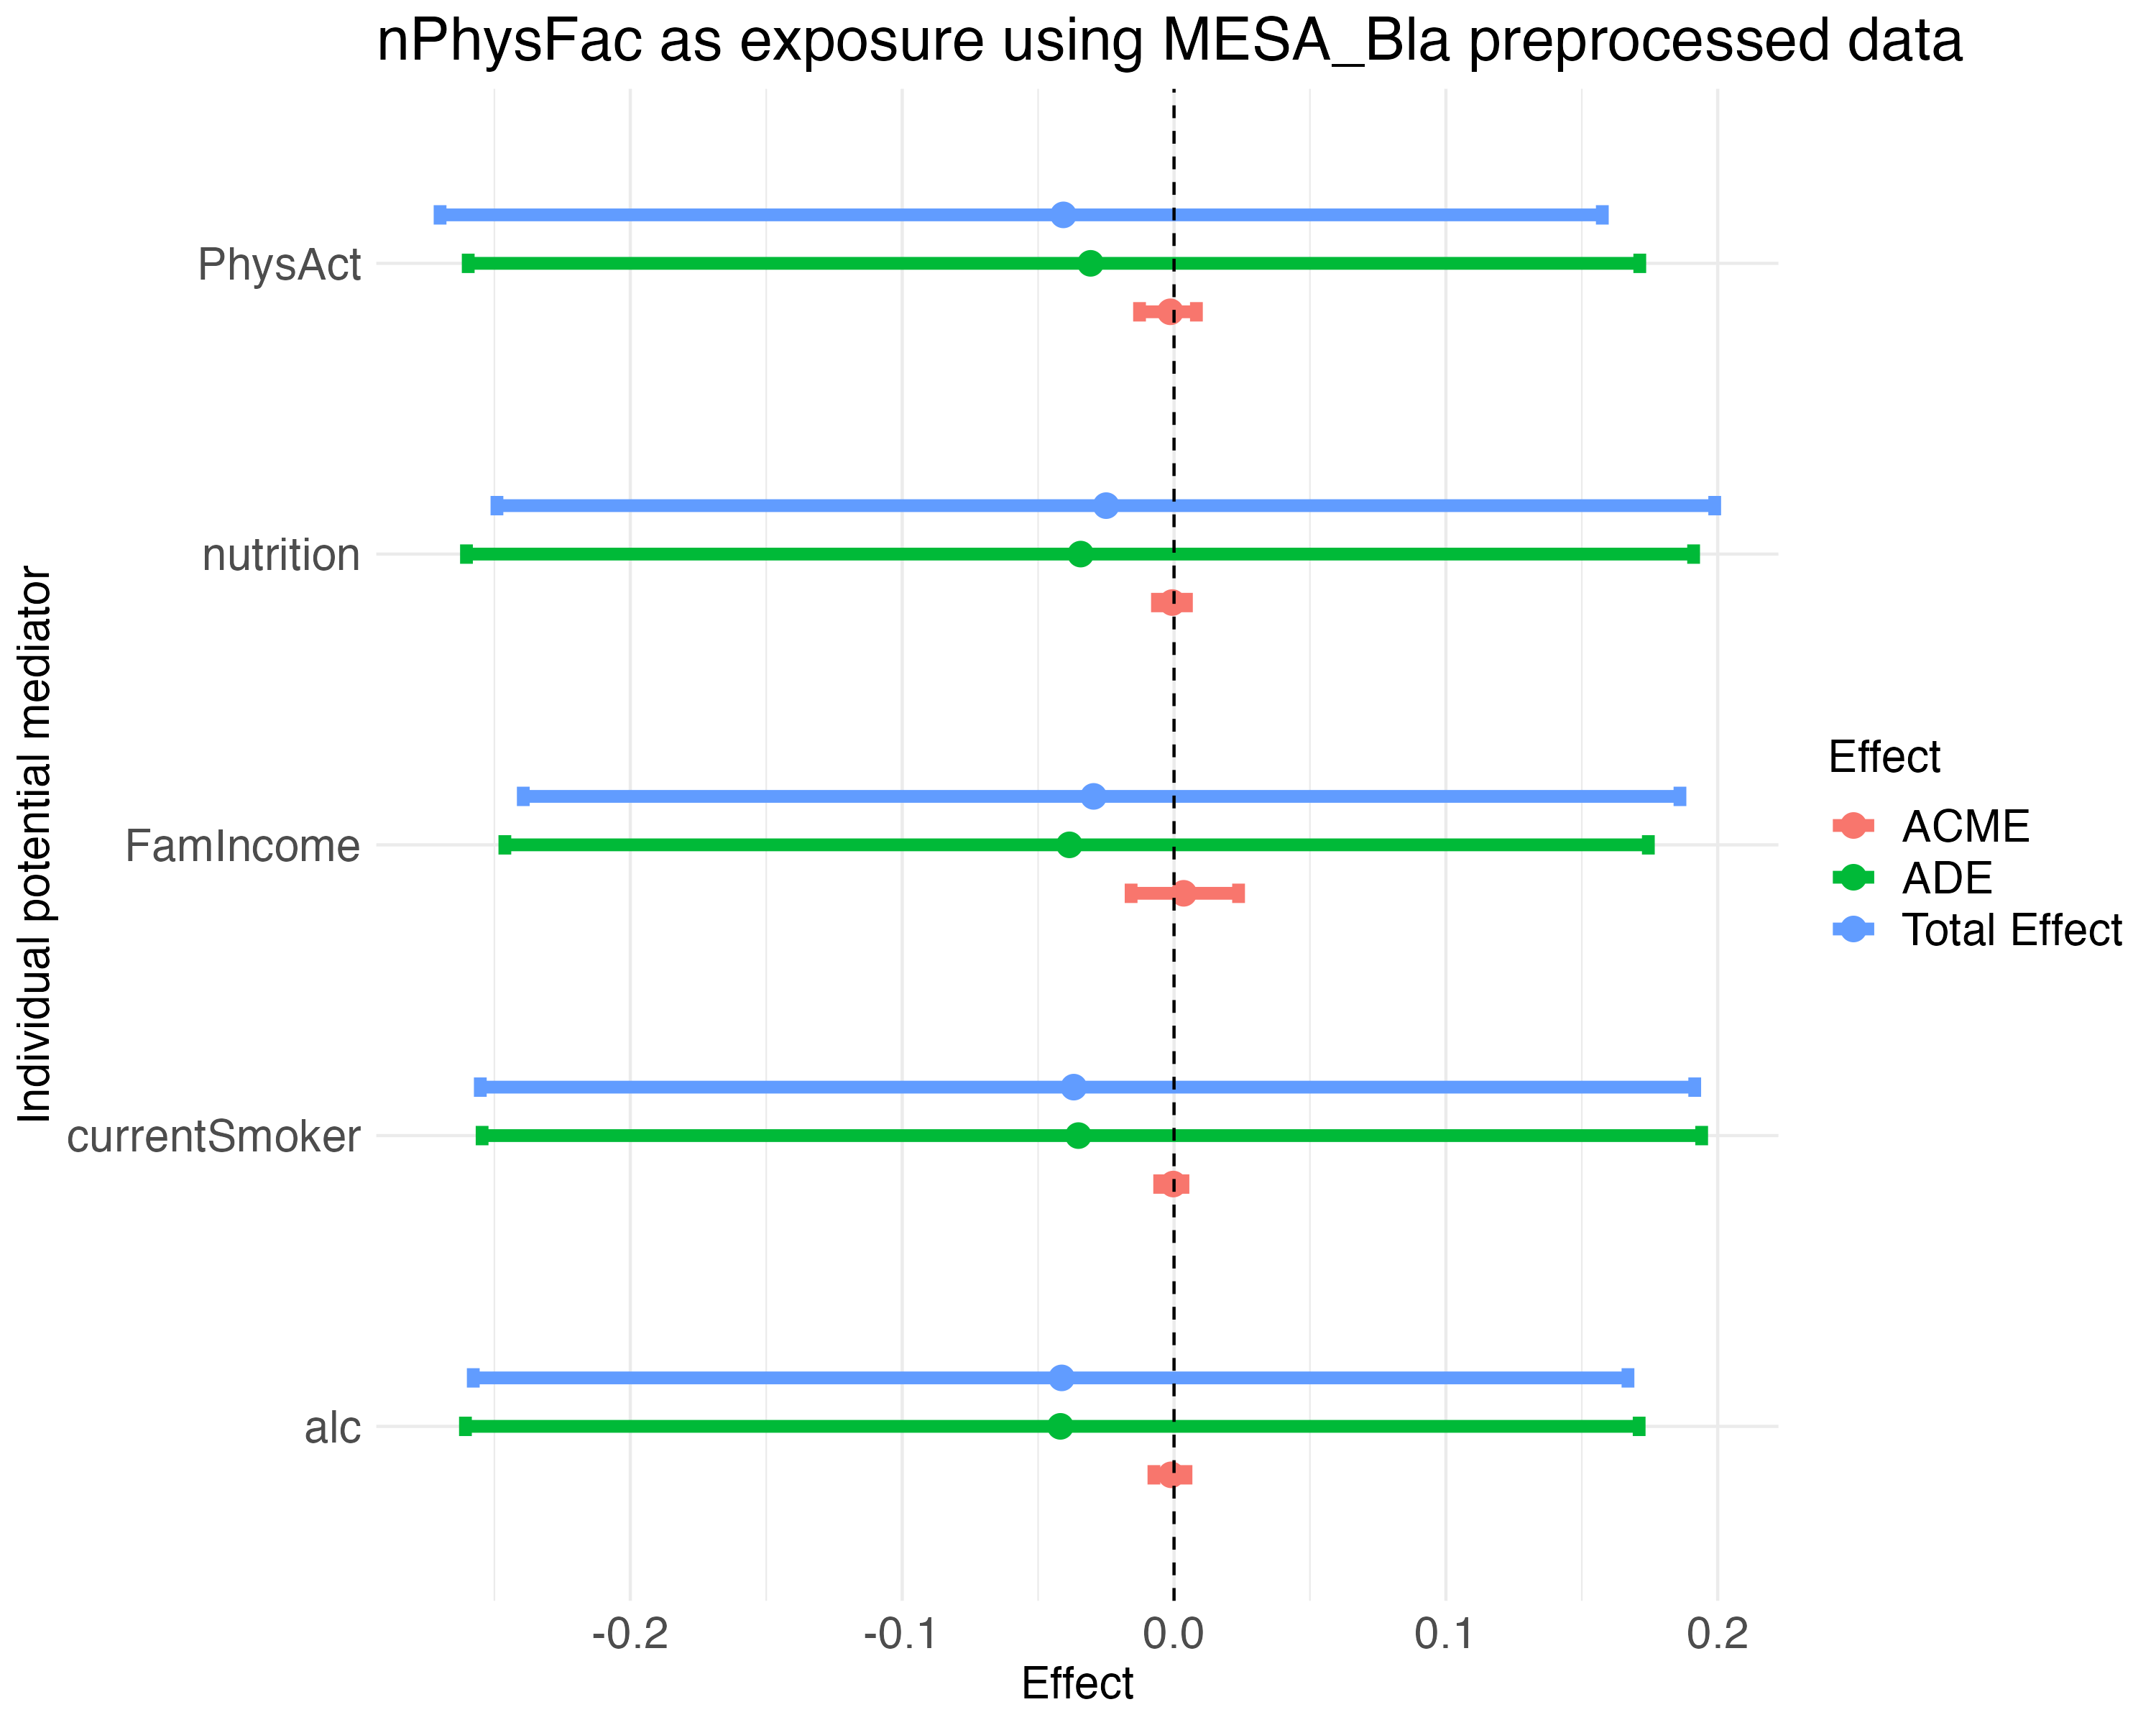 nPhysFac as exposure using MESA_Bla preprocessed data
Individual potential mediator
PhysAct
nutrition
FamIncome
currentSmoker
alc
-0.2
-0.1
0.0
0.1
0.2
Effect
Effect
ACME
ADE
Total Effect